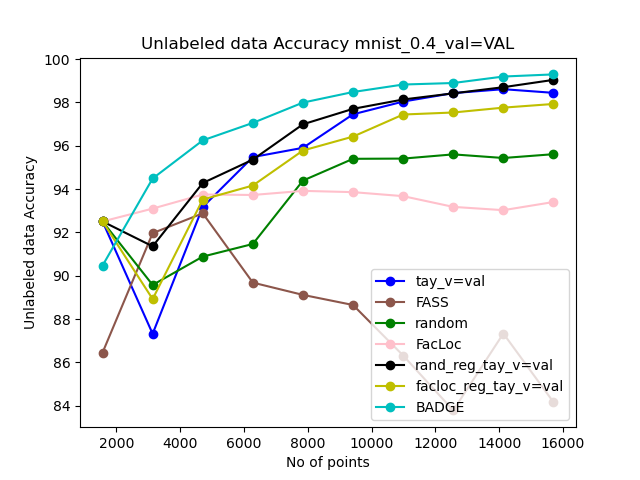 Unlabeled data Accuracy mnist_0.4_val=VAL
100
98
96
94
92
90
88
86
84
Unlabeled data Accuracy
2000 4000 6000 8000 10000 12000 14000 16000
No of points
tay_v=val
FASS
random
FacLoc
rand_reg_tay_v=val
facloc_reg_tay_v=val
BADGE